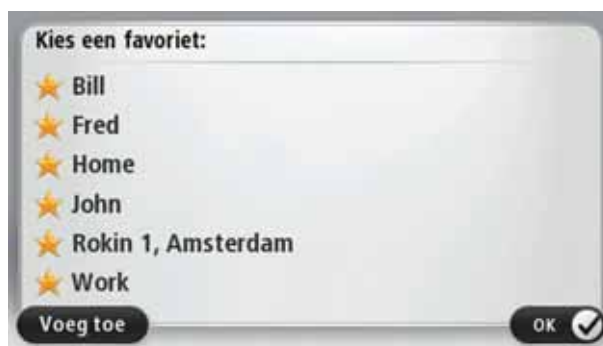 Kies een favoriet:
Bill
Fred
Home
John
Rokin 1, Amsterdam
Work
Voeg toe
OK